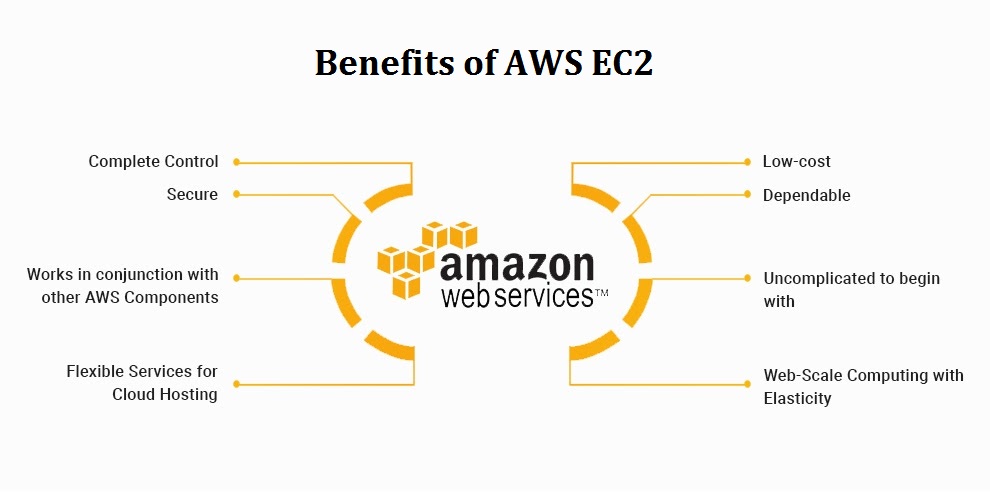 Benefits of AWS EC2
Complete Control
Secure
Works in conjunction with
other AWS Components
Flexible Services for
Cloud Hosting
amazon
web services™
Low-cost
Dependable
Uncomplicated to begin
with
Web-Scale Computing with
Elasticity